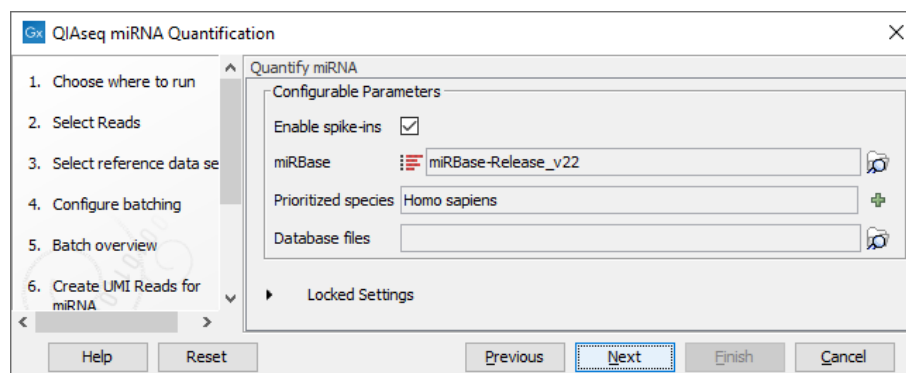 Gx QIAseq miRNA Quantification
1. Choose where to run
2. Select Reads
3. Select reference data se
4. Configure batching
5. Batch overview
6. Create UMI Reads for
miRNA
Quantify miRNA
Configurable Parameters
Enable spike-ins
miRBase miRBase-Release_v22
Prioritized species Homo sapiens
Database files
Locked Settings
Help Reset Previous Next Finish Cancel